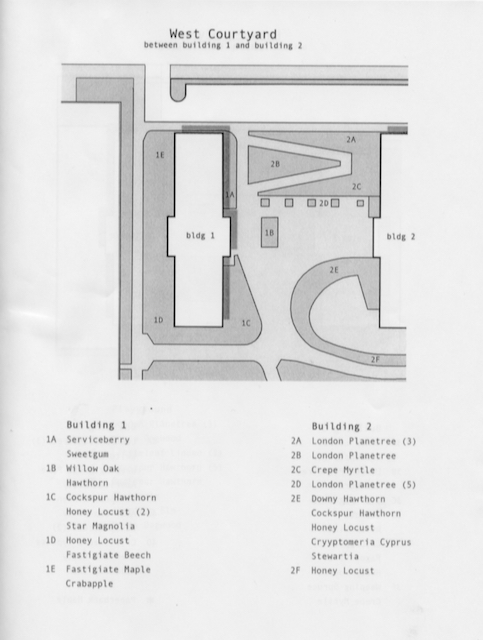 West Courtyard
between building 1 and building 2
1E
2A
2B
2C
1A
2D
1B
bldg 1
bldg 2
2E
1D
1C
2F
Building 1
1A Serviceberry
Sweetgum
1B Willow Oak
Hawthorn
1C Cockspur Hawthorn
Honey Locust (2)
Star Magnolia
1D Honey Locust
Fastigiate Beech
1E Fastigiate Maple
Crabapple
Building 2
2A London Planetree (3)
2B London Planetree
2C Crepe Myrtle
2D London Planetree (5)
2E Downy Hawthorn
Cockspur Hawthorn
Honey Locust
Cryyptomeria Cyprus
Stewartia
2F Honey Locust